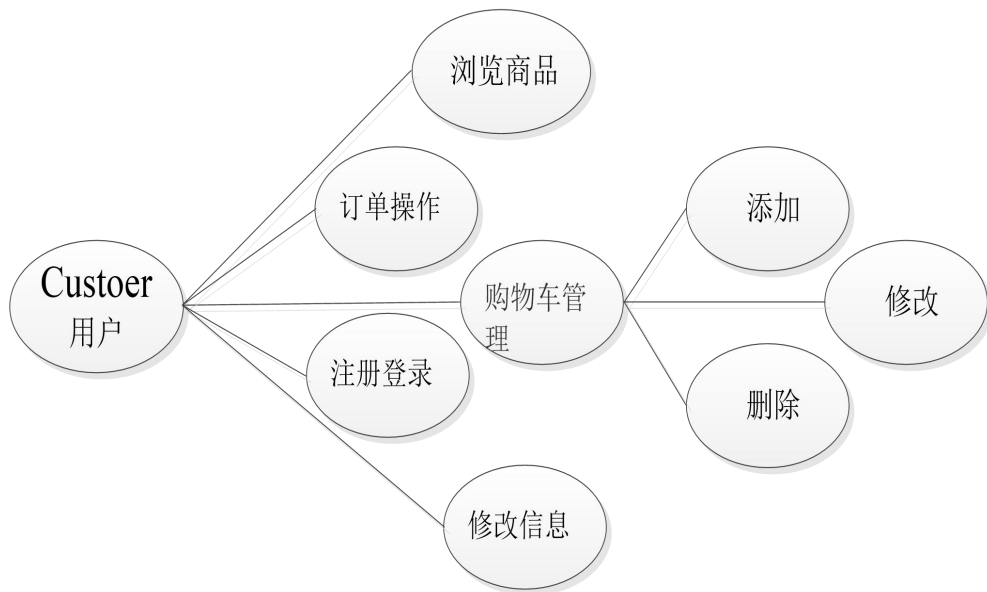 浏览商品
订单操作
添加
Custoer
用户
购物车管
理
修改
注册登录
删除
修改信息